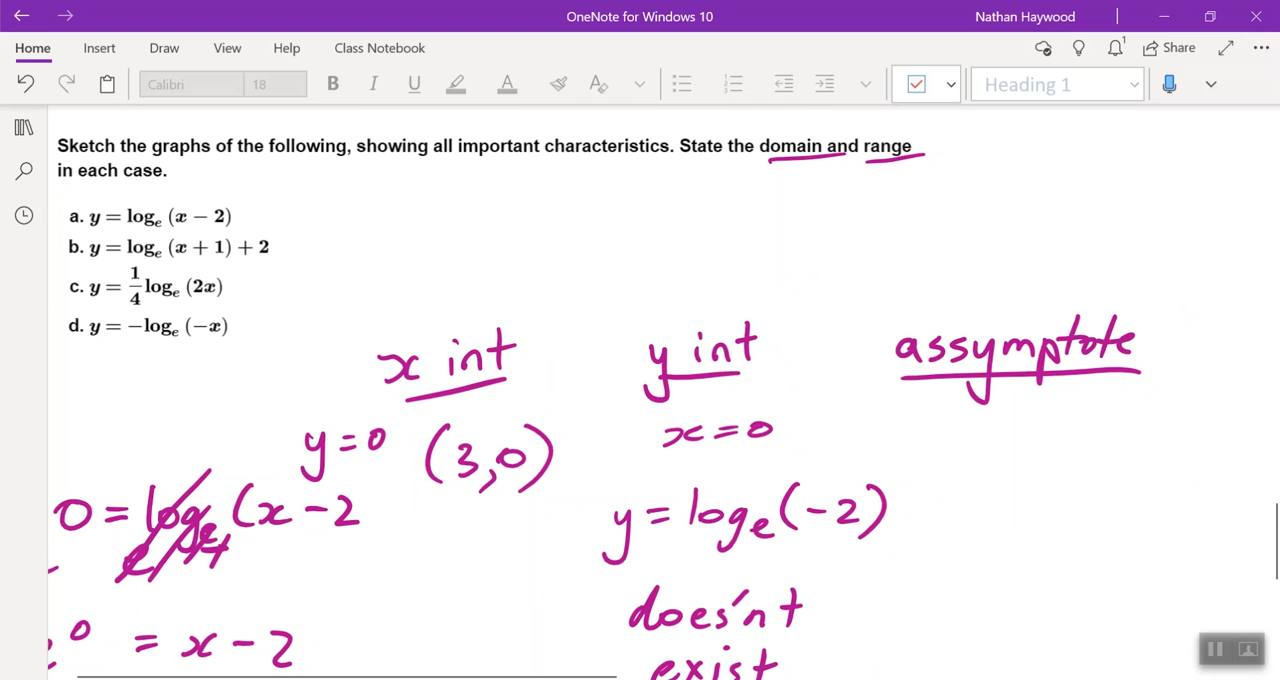 OneNote for Windows 10
Nathan Haywood
Home Insert Draw View Help Class Notebook
1 Share
Calibri 18 B I U A Heading 1
Sketch the graphs of the following, showing all important characteristics. State the domain and range
in each case.
a. y = logₑ (x − 2)
b. y = logₑ (x + 1) + 2
c. y = 1/4 logₑ (2x)
d. y = −logₑ (−x)
x int y int assymptote
y = 0 (3,0) x = 0
0 = logₑ (x − 2 y = logₑ(−2)
doesn't
e⁰ = x − 2 exist